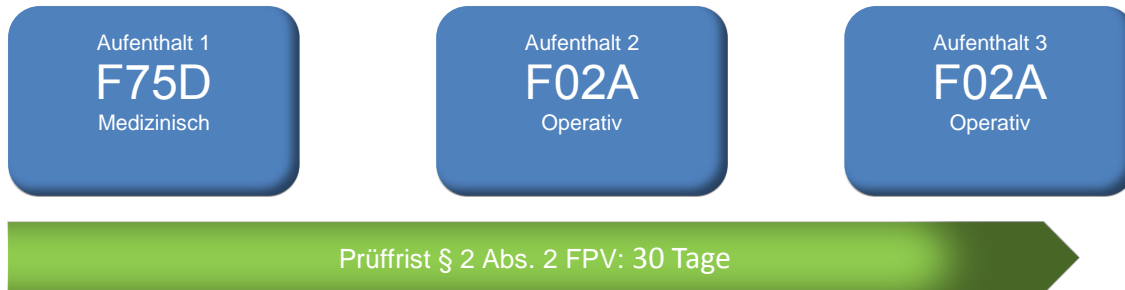 Aufenthalt 1
F75D
Medizinisch
Aufenthalt 2
F02A
Operativ
Aufenthalt 3
F02A
Operativ
Prüffrist § 2 Abs. 2 FPV: 30 Tage